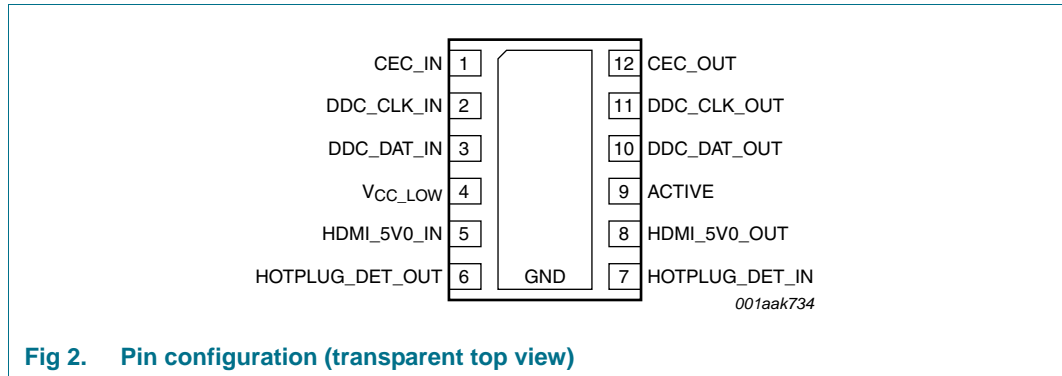 CEC_IN 1 12 CEC_OUT
DDC_CLK_IN 2 11 DDC_CLK_OUT
DDC_DAT_IN 3 10 DDC_DAT_OUT
VCC_LOW 4 9 ACTIVE
HDMI_5V0_IN 5 8 HDMI_5V0_OUT
HOTPLUG_DET_OUT 6 GND 7 HOTPLUG_DET_IN
001aak734
Fig 2. Pin configuration (transparent top view)